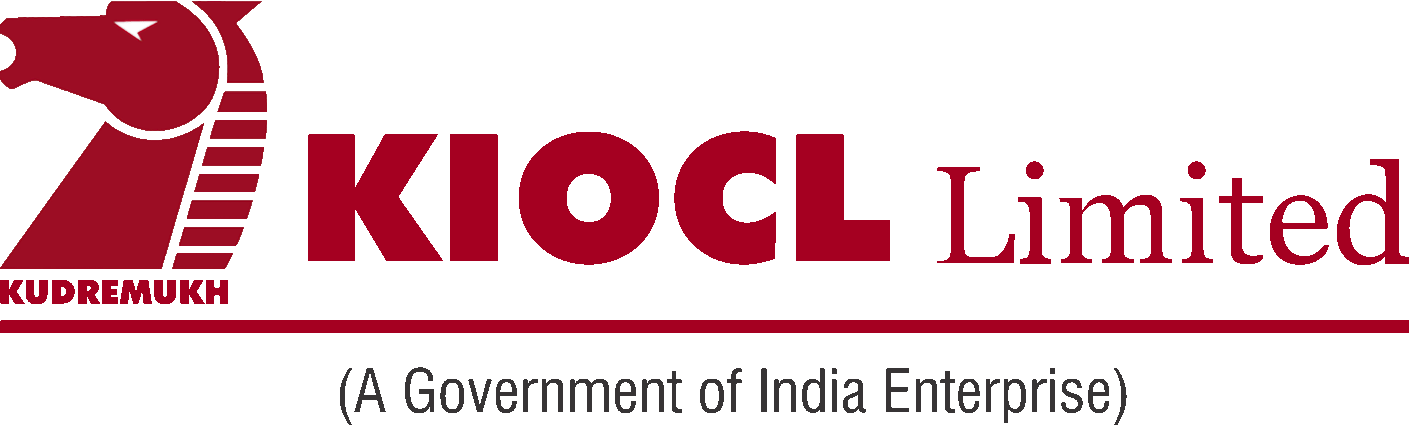 KIOCL Limited
KUDREMUKH
(A Government of India Enterprise)